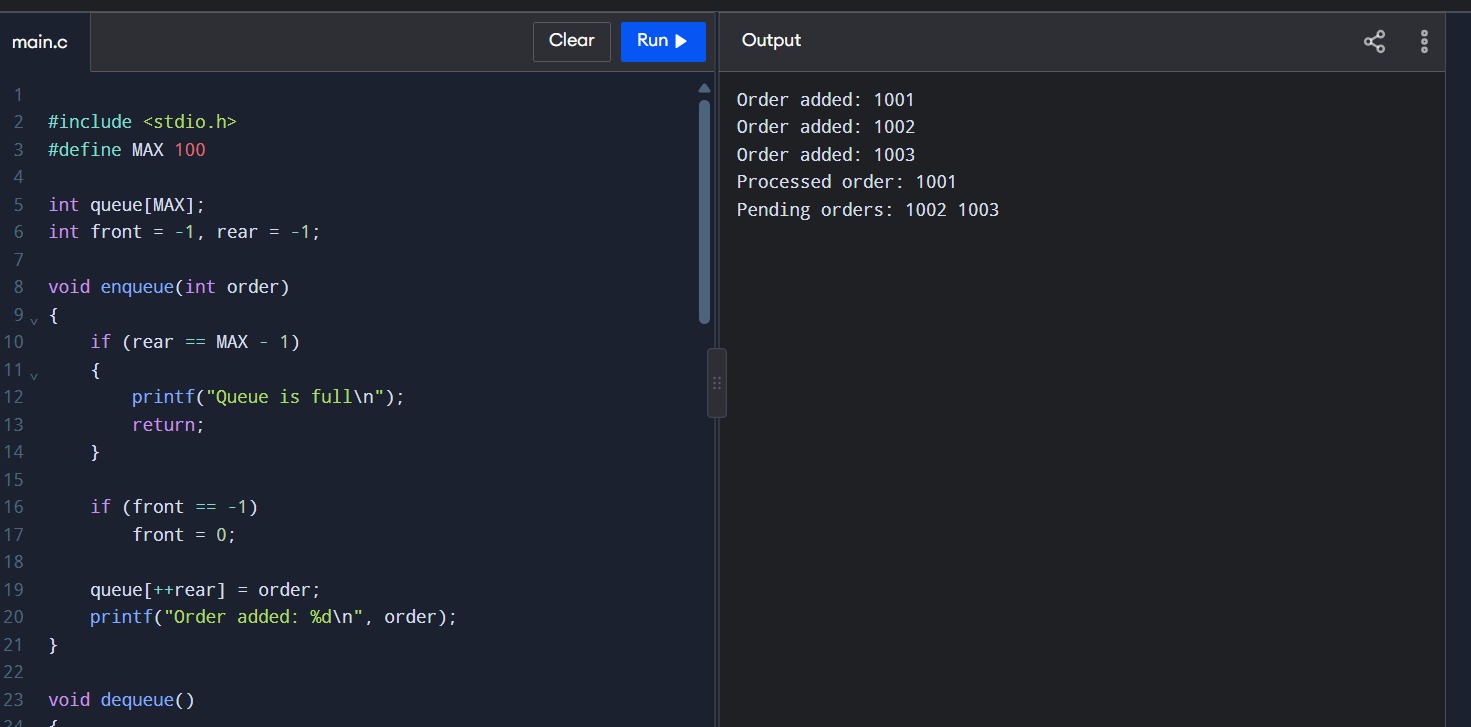 main.c
Clear
Run
Output
1
2 #include <stdio.h>
3 #define MAX 100
4
5 int queue[MAX];
6 int front = -1, rear = -1;
7
8 void enqueue(int order)
9 {
10     if (rear == MAX - 1)
11     {
12         printf("Queue is full\n");
13         return;
14     }
15
16     if (front == -1)
17         front = 0;
18
19     queue[++rear] = order;
20     printf("Order added: %d\n", order);
21 }
22
23 void dequeue()
24 {
Order added: 1001
Order added: 1002
Order added: 1003
Processed order: 1001
Pending orders: 1002 1003